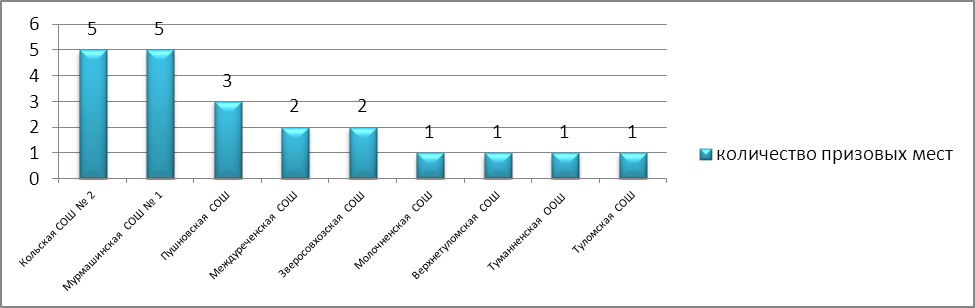 6
5
4
3
2
1
0
5
5
3
2
2
1
1
1
1
Кольская СОШ № 2
Мурмашинская СОШ № 1
Пушновская СОШ
Междуреченская СОШ
Зверосовхозская СОШ
Молочненская СОШ
Верхнетуломская СОШ
Туманненская ООШ
Туломская СОШ
количество призовых мест